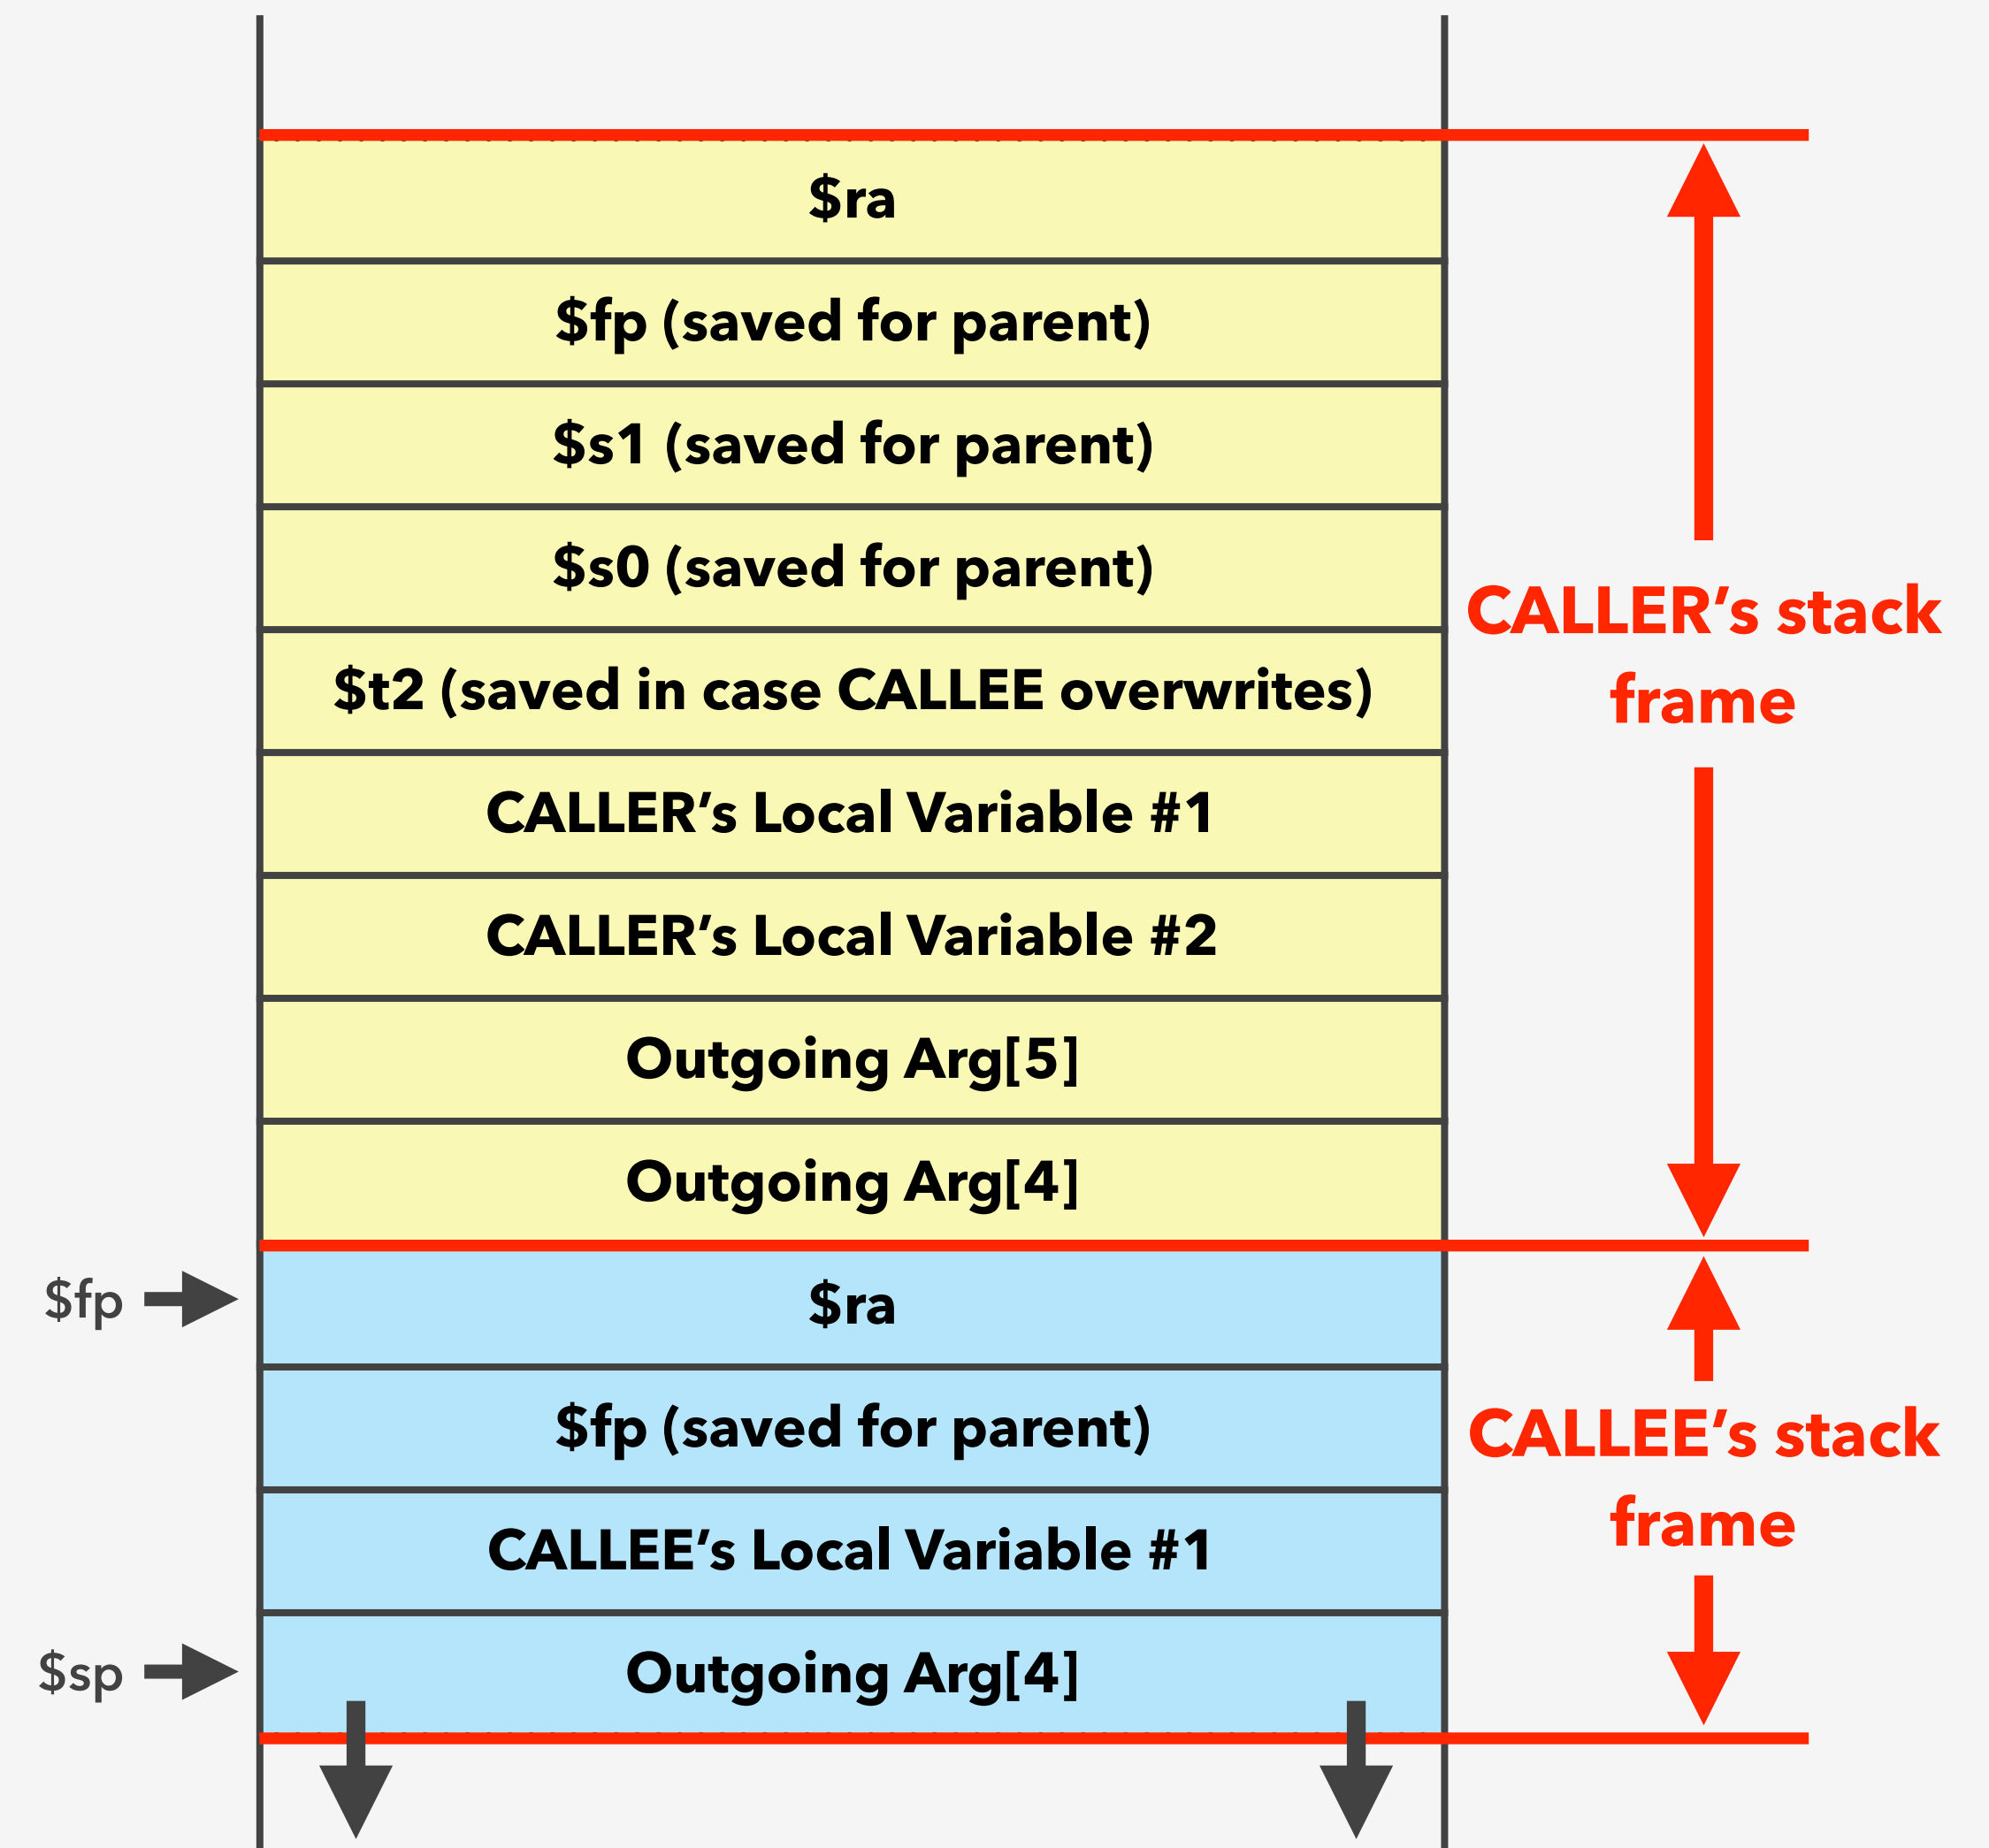 $ra
$fp (saved for parent)
$s1 (saved for parent)
$s0 (saved for parent)
CALLER’s stack
frame
$t2 (saved in case CALLEE overwrites)
CALLER’s Local Variable #1
CALLER’s Local Variable #2
Outgoing Arg[5]
Outgoing Arg[4]
$fp
$ra
$fp (saved for parent)
CALLEE’s stack
frame
CALLEE’s Local Variable #1
$sp
Outgoing Arg[4]